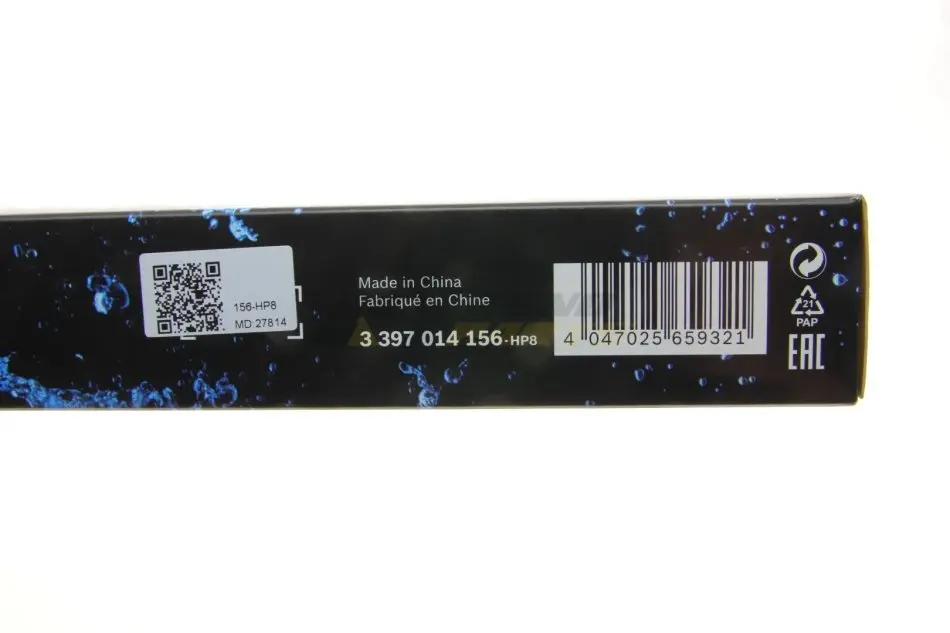 156-HP8
MD 27814
Made in China
Fabriqué en Chine
3 397 014 156-HP8
4 047025 659321
21
PAP
EAC